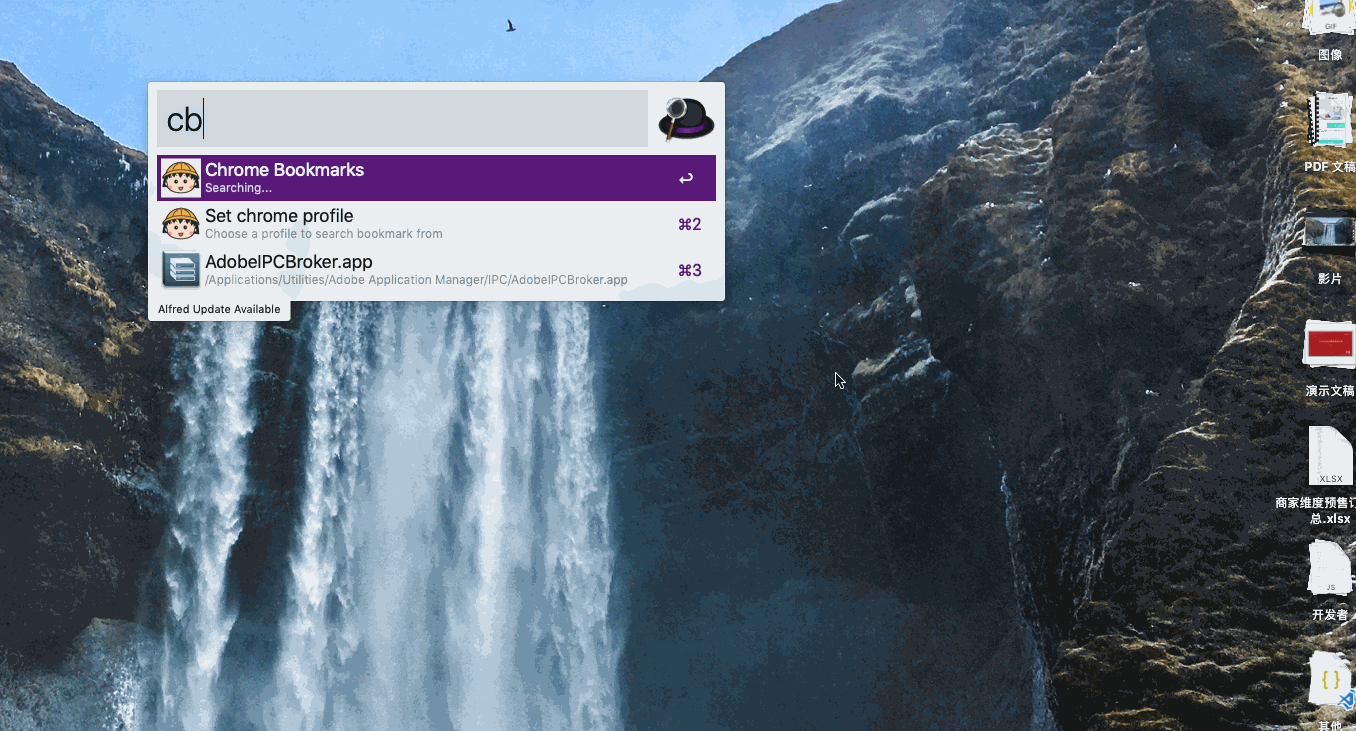 cb
Chrome Bookmarks
Searching...
↩
Set chrome profile
Choose a profile to search bookmark from
⌘2
AdobeIPCBroker.app
/Applications/Utilities/Adobe Application Manager/IPC/AdobeIPCBroker.app
⌘3
Alfred Update Available
GIF
图像
PDF 文稿
影片
演示文稿
XLSX
商家维度预售订
总.xlsx
JS
开发者
{ }
其他